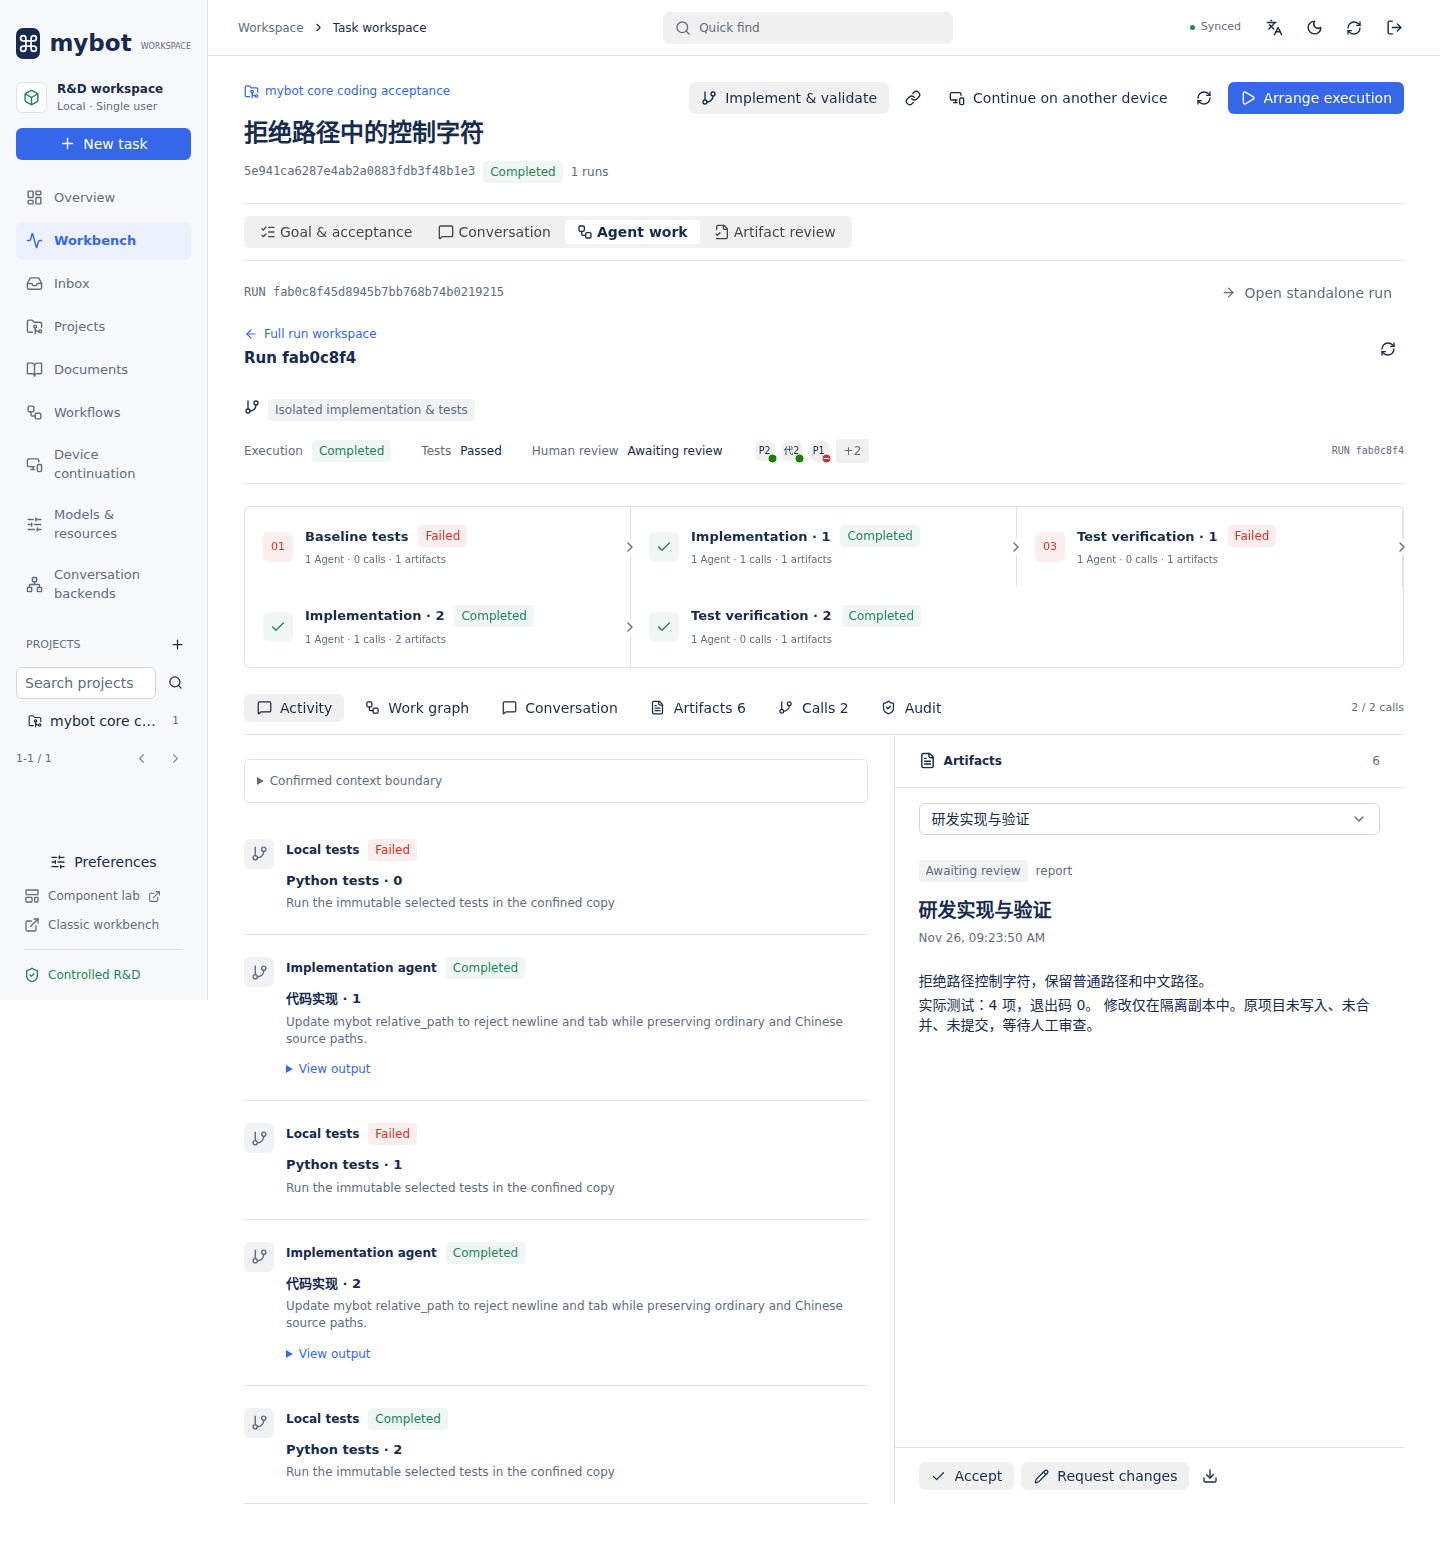 mybot WORKSPACE
R&D workspace
Local · Single user
New task
Overview
Workbench
Inbox
Projects
Documents
Workflows
Device
continuation
Models &
resources
Conversation
backends
PROJECTS
Search projects
mybot core c… 1
1-1 / 1
Preferences
Component lab
Classic workbench
Controlled R&D
Workspace Task workspace
Quick find
Synced
mybot core coding acceptance
Implement & validate
Continue on another device
Arrange execution
拒绝路径中的控制字符
5e941ca6287e4ab2a0883fdb3f48b1e3 Completed 1 runs
Goal & acceptance Conversation Agent work Artifact review
RUN fab0c8f45d8945b7bb768b74b0219215
Open standalone run
Full run workspace
Run fab0c8f4
Isolated implementation & tests
Execution Completed Tests Passed Human review Awaiting review P2 代2 P1 +2 RUN fab0c8f4
01 Baseline tests Failed
1 Agent · 0 calls · 1 artifacts
Implementation · 1 Completed
1 Agent · 1 calls · 1 artifacts
03 Test verification · 1 Failed
1 Agent · 0 calls · 1 artifacts
Implementation · 2 Completed
1 Agent · 1 calls · 2 artifacts
Test verification · 2 Completed
1 Agent · 0 calls · 1 artifacts
Activity Work graph Conversation Artifacts 6 Calls 2 Audit 2 / 2 calls
Confirmed context boundary
Local tests Failed
Python tests · 0
Run the immutable selected tests in the confined copy
Implementation agent Completed
代码实现 · 1
Update mybot relative_path to reject newline and tab while preserving ordinary and Chinese
source paths.
View output
Local tests Failed
Python tests · 1
Run the immutable selected tests in the confined copy
Implementation agent Completed
代码实现 · 2
Update mybot relative_path to reject newline and tab while preserving ordinary and Chinese
source paths.
View output
Local tests Completed
Python tests · 2
Run the immutable selected tests in the confined copy
Artifacts 6
研发实现与验证
Awaiting review report
研发实现与验证
Nov 26, 09:23:50 AM
拒绝路径控制字符，保留普通路径和中文路径。
实际测试：4 项，退出码 0。 修改仅在隔离副本中。原项目未写入、未合
并、未提交，等待人工审查。
Accept Request changes